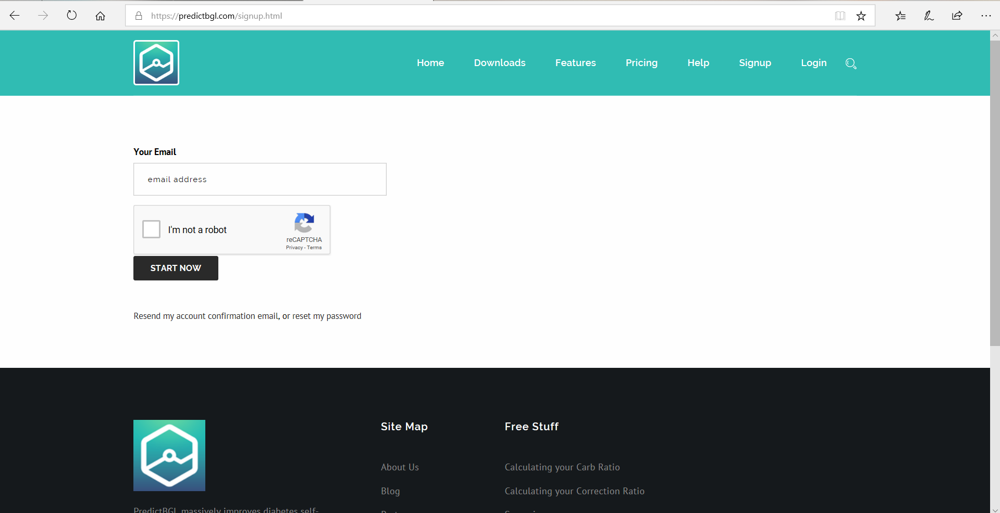 https://predictbgl.com/signup.html
Home Downloads Features Pricing Help Signup Login
Your Email
email address
I'm not a robot
reCAPTCHA
Privacy - Terms
START NOW
Resend my account confirmation email, or reset my password
Site Map
Free Stuff
About Us
Calculating your Carb Ratio
Blog
Calculating your Correction Ratio
PredictBGL massively improves diabetes self-